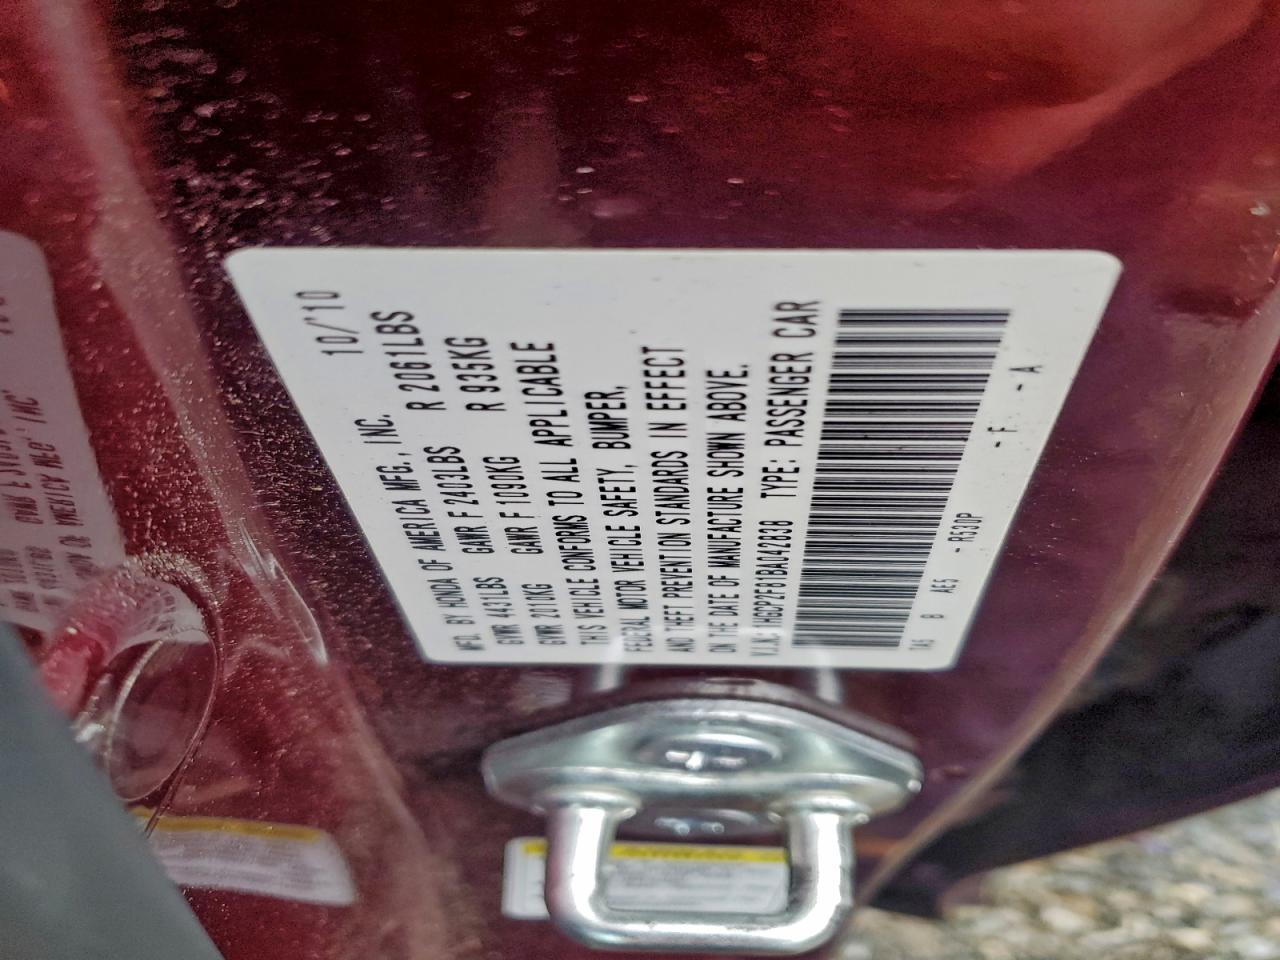 10/'10
MFD. BY HONDA OF AMERICA MFG., INC.
GVWR 4431LBS GAWR F 2403LBS R 2061LBS
GVWR 2010KG GAWR F 1090KG R 935KG
THIS VEHICLE CONFORMS TO ALL APPLICABLE
FEDERAL MOTOR VEHICLE SAFETY, BUMPER,
AND THEFT PREVENTION STANDARDS IN EFFECT
ON THE DATE OF MANUFACTURE SHOWN ABOVE.
V.I.N.: 1HGCP2F81BA042838 TYPE: PASSENGER CAR
TA5 B AE5 - R530P - F - A